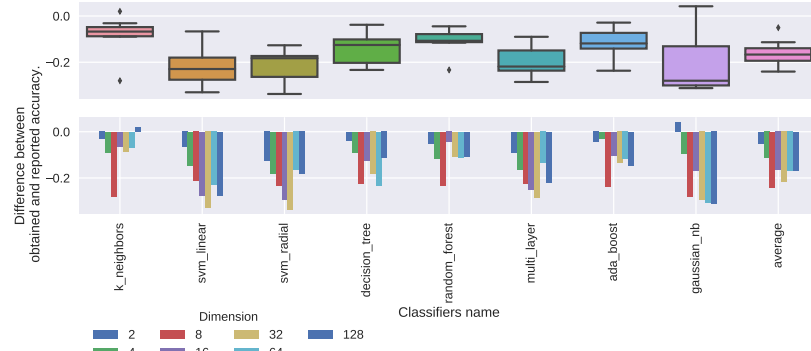 0.0
−0.2
0.0
−0.2
Difference between
obtained and reported accuracy.
k_neighbors
svm_linear
svm_radial
decision_tree
random_forest
multi_layer
ada_boost
gaussian_nb
average
Classifiers name
Dimension
2 8 32 128
4 16 64